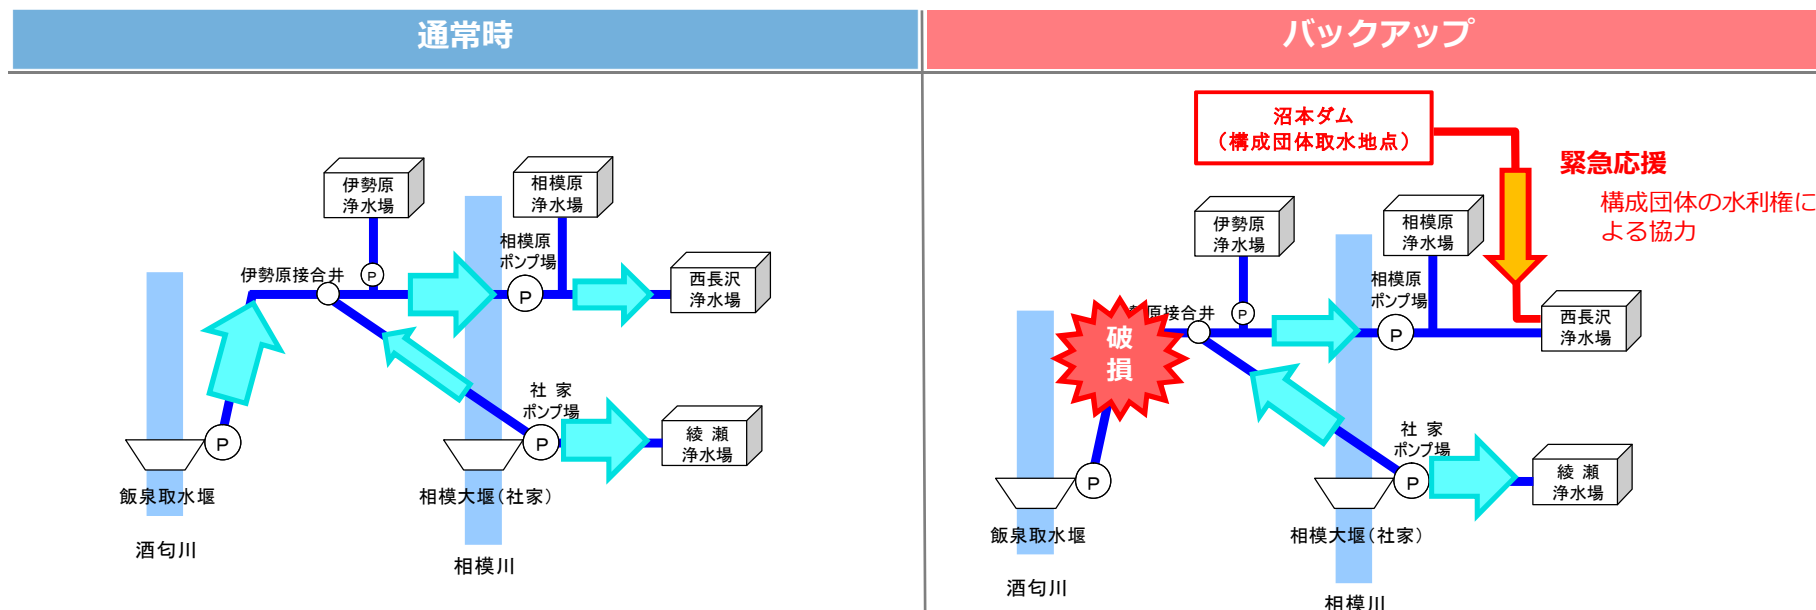 通常時
伊勢原
浄水場
相模原
浄水場
相模原
ポンプ場
伊勢原接合井
P
P
西長沢
浄水場
社 家
ポンプ場
P
P
綾 瀬
浄水場
飯泉取水堰
相模大堰(社家)
酒匂川
相模川
バックアップ
沼本ダム
(構成団体取水地点)
緊急応援
構成団体の水利権に
よる協力
伊勢原
浄水場
相模原
浄水場
相模原
ポンプ場
原接合井
P
P
西長沢
浄水場
破
損
社 家
ポンプ場
P
P
綾 瀬
浄水場
飯泉取水堰
相模大堰(社家)
酒匂川
相模川